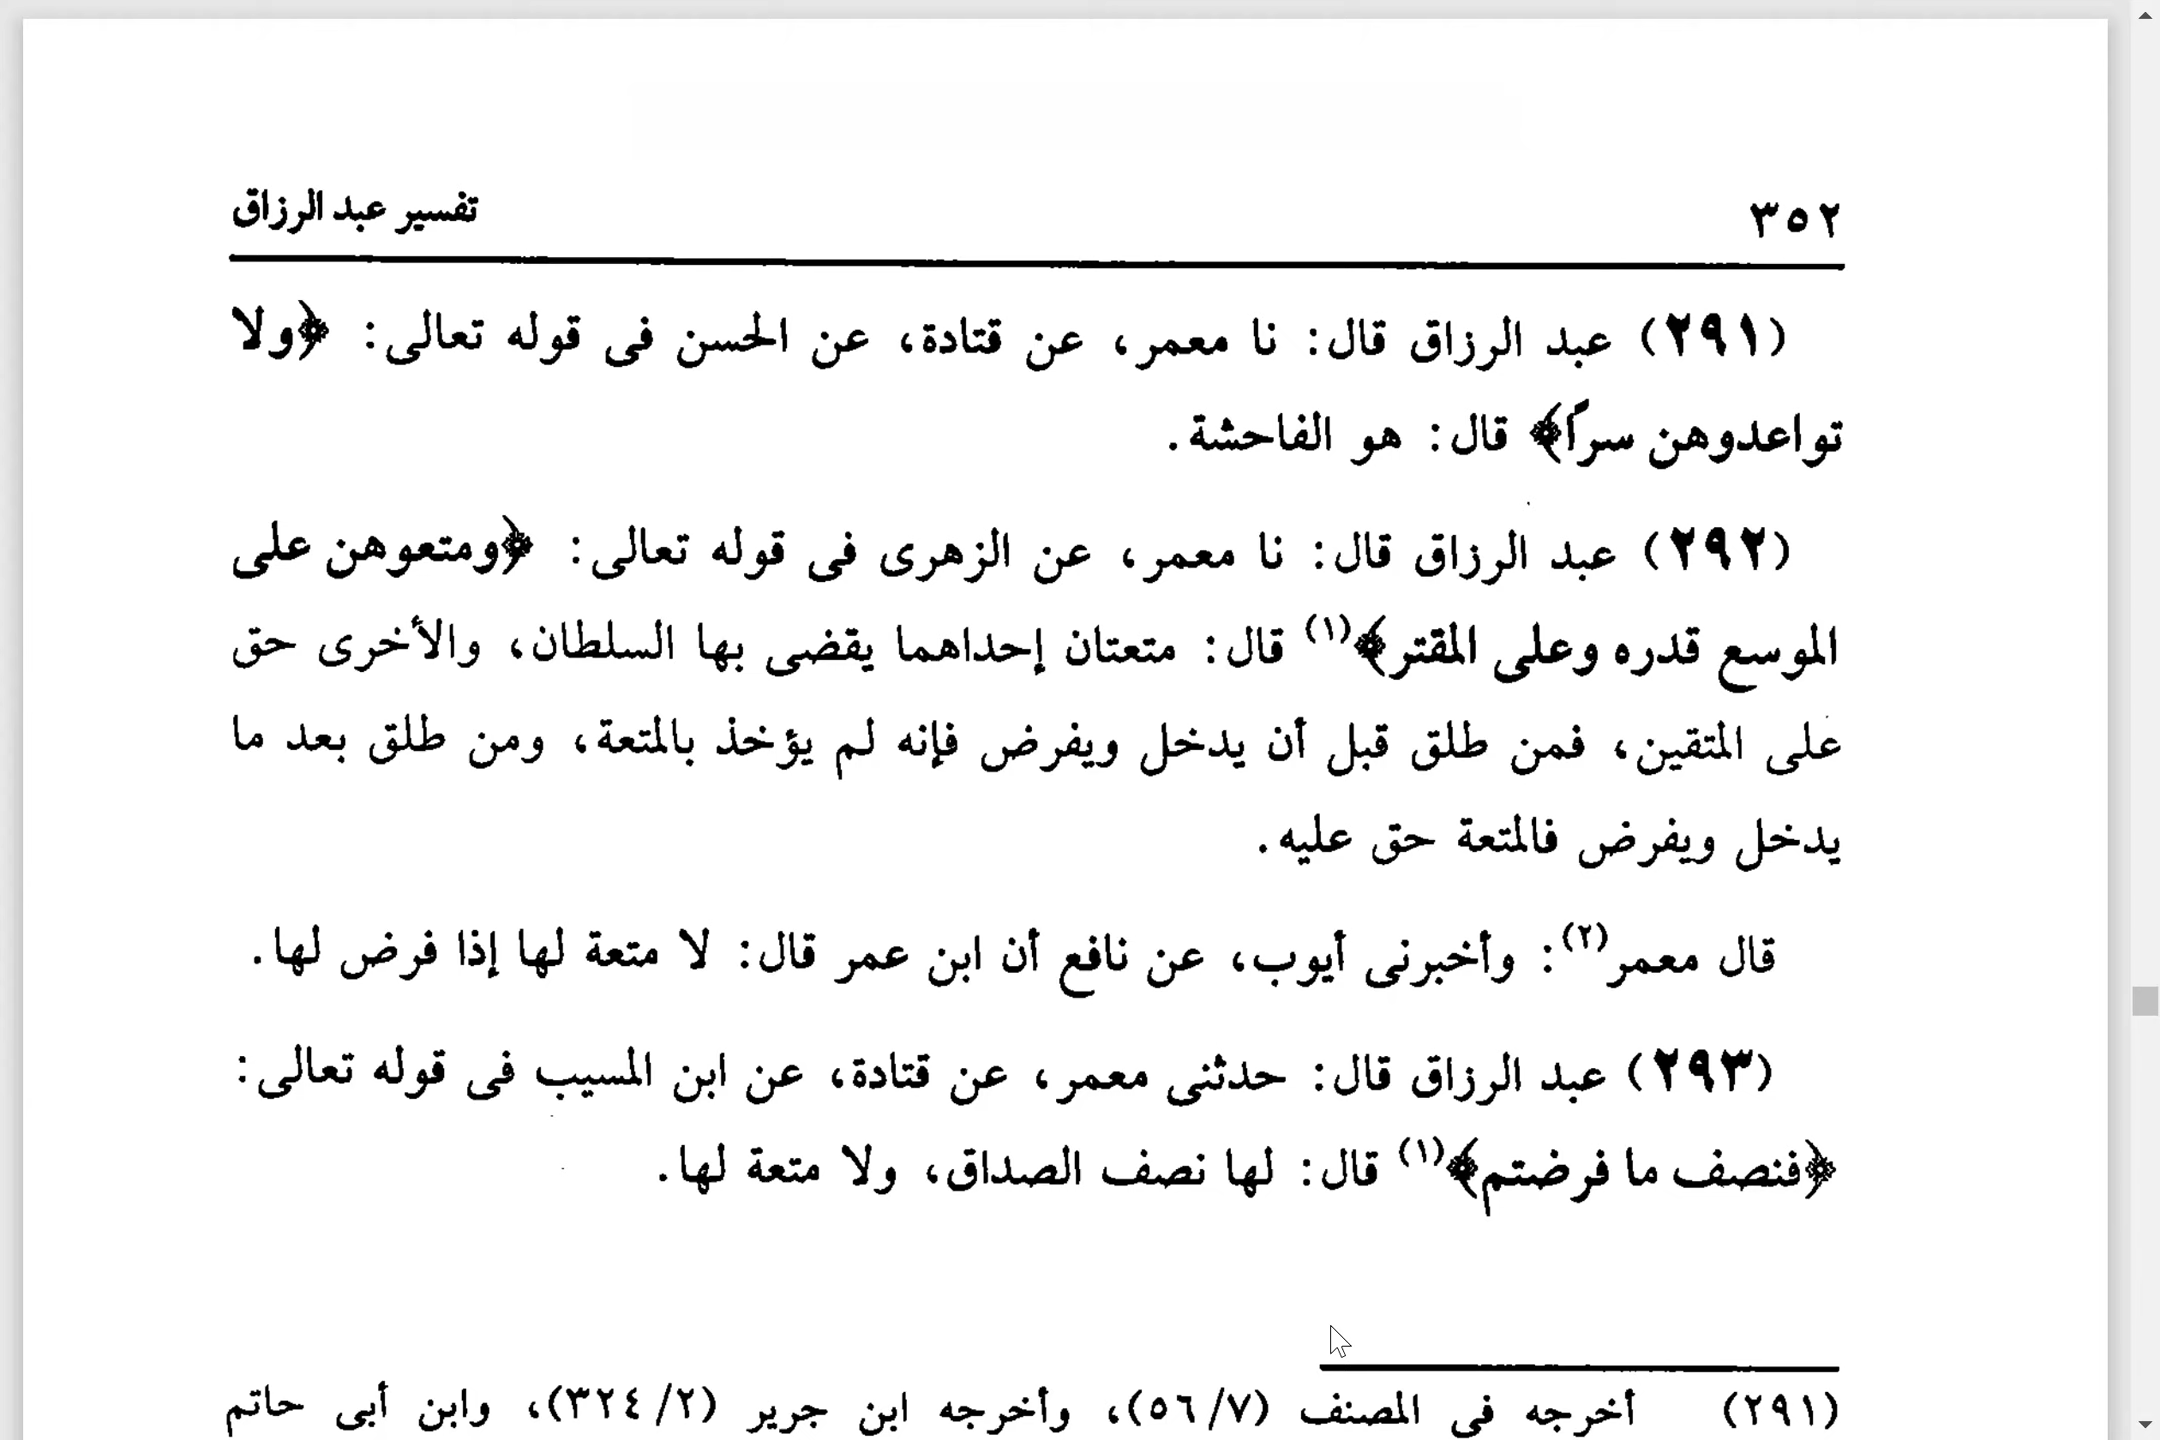 ٣٥٢
تفسير عبد الرزاق
(٢٩١) عبد الرزاق قال: نا معمر، عن قتادة، عن الحسن فى قوله تعالى: ﴿ولا
تواعدوهن سرًا﴾ قال: هو الفاحشة.
(٢٩٢) عبد الرزاق قال: نا معمر، عن الزهرى فى قوله تعالى: ﴿ومتعوهن على
الموسع قدره وعلى المقتر﴾(١) قال: متعتان إحداهما يقضى بها السلطان، والأخرى حق
على المتقين، فمن طلق قبل أن يدخل ويفرض فإنه لم يؤخذ بالمتعة، ومن طلق بعد ما
يدخل ويفرض فالمتعة حق عليه.
قال معمر(٢): وأخبرنى أيوب، عن نافع أن ابن عمر قال: لا متعة لها إذا فرض لها.
(٢٩٣) عبد الرزاق قال: حدثنى معمر، عن قتادة، عن ابن المسيب فى قوله تعالى:
﴿فنصف ما فرضتم﴾(١) قال: لها نصف الصداق، ولا متعة لها.
(٢٩١) أخرجه فى المصنف (٥٦/٧)، وأخرجه ابن جرير (٣٢٤/٢)، وابن أبى حاتم